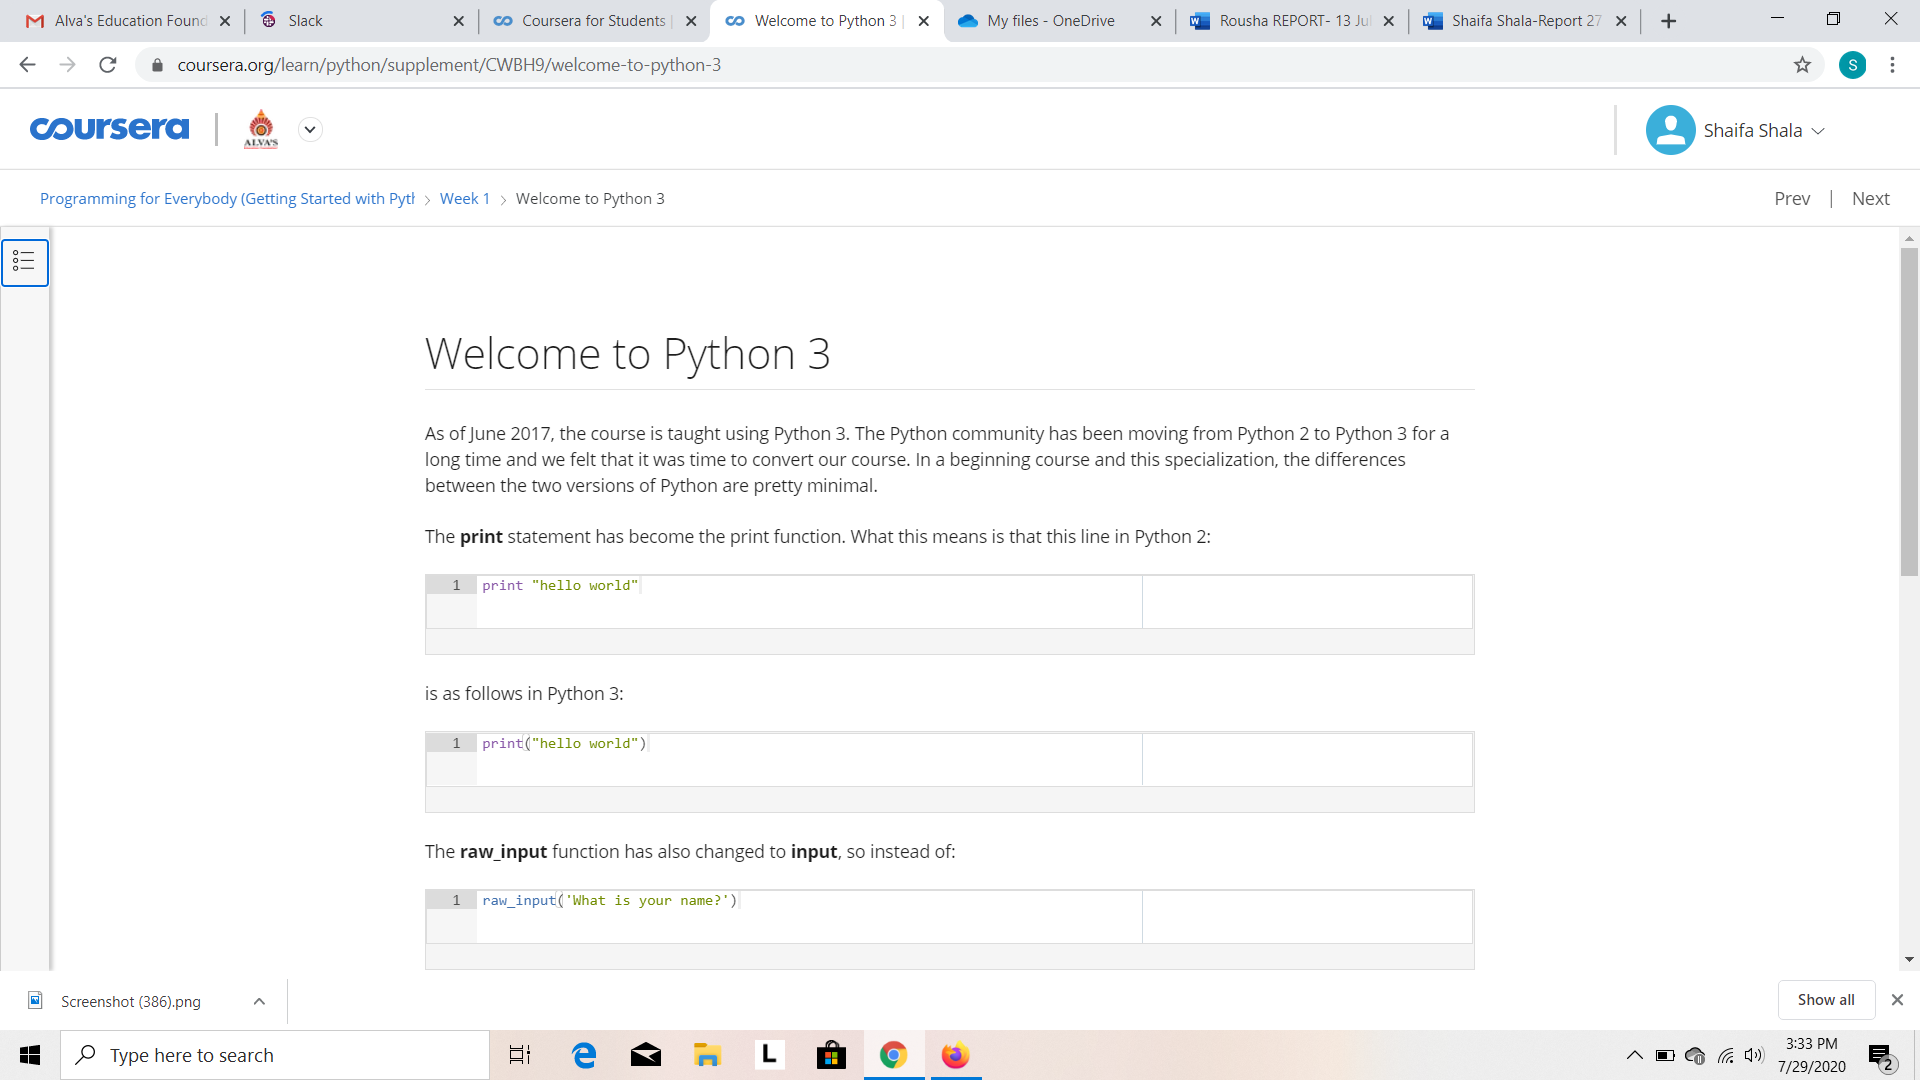 Alva's Education Found
Slack
Coursera for Students |
Welcome to Python 3 |
My files - OneDrive
Rousha REPORT- 13 Jul
Shaifa Shala-Report 27
coursera.org/learn/python/supplement/CWBH9/welcome-to-python-3
S
coursera
ALVA'S
Shaifa Shala
Programming for Everybody (Getting Started with Pyth
Week 1
Welcome to Python 3
Prev | Next
Welcome to Python 3
As of June 2017, the course is taught using Python 3. The Python community has been moving from Python 2 to Python 3 for a
long time and we felt that it was time to convert our course. In a beginning course and this specialization, the differences
between the two versions of Python are pretty minimal.
The print statement has become the print function. What this means is that this line in Python 2:
1 print "hello world"
is as follows in Python 3:
1 print("hello world")
The raw_input function has also changed to input, so instead of:
1 raw_input('What is your name?')
Screenshot (386).png
Show all
Type here to search
L
3:33 PM
7/29/2020
2